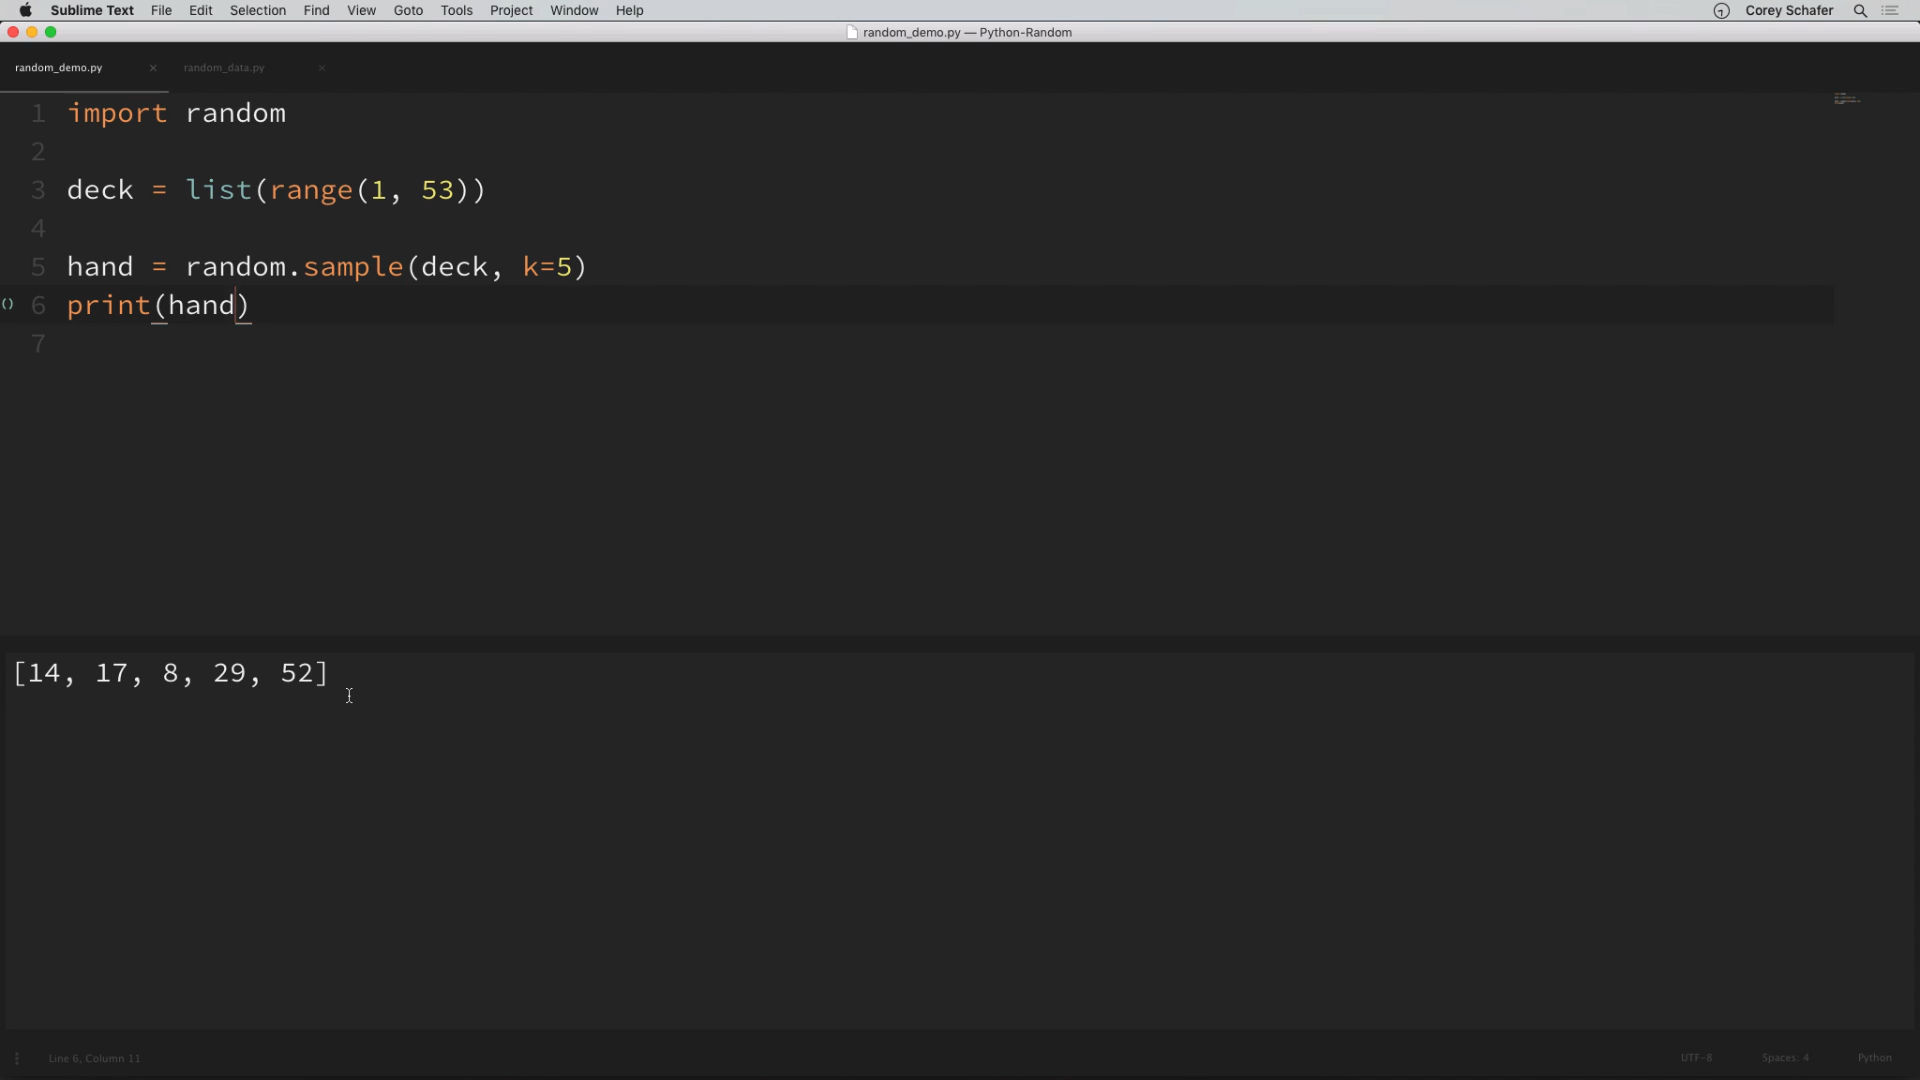 Sublime Text File Edit Selection Find View Goto Tools Project Window Help Corey Schafer
random_demo.py — Python-Random
random_demo.py × random_data.py ×
1 import random
2
3 deck = list(range(1, 53))
4
5 hand = random.sample(deck, k=5)
() 6 print(hand)
7
[14, 17, 8, 29, 52]
Line 6, Column 11 UTF-8 Spaces: 4 Python